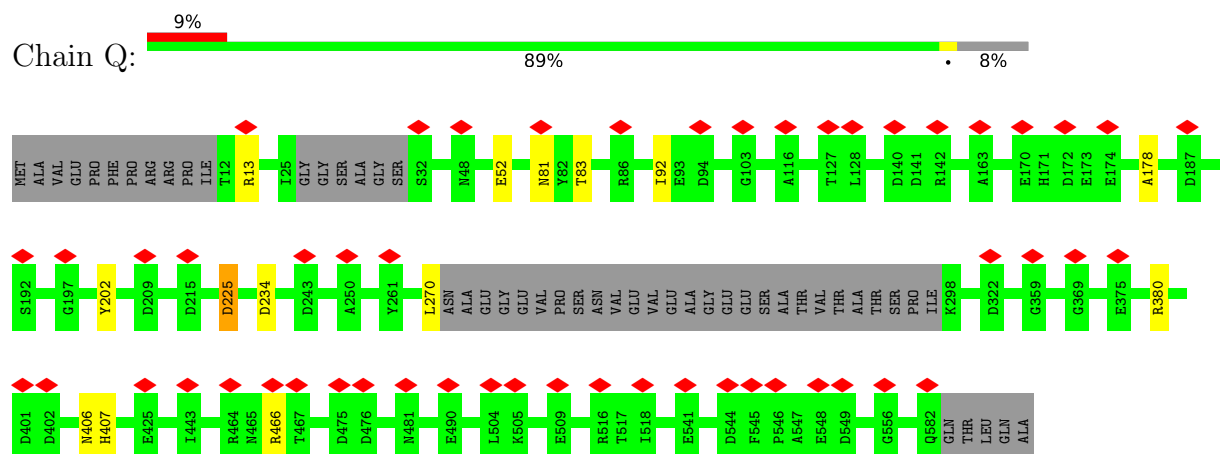 9%
Chain Q:
89% • 8%
MET ALA VAL GLU PRO PHE PRO ARG ARG PRO ILE T12 R13 I25 GLY GLY SER ALA GLY SER S32 N48 E52 N81 Y82 T83 R86 I92 E93 D94 G103 A116 T127 L128 D140 D141 R142 A163 E170 H171 D172 E173 E174 A178 D187
S192 G197 Y202 D209 D215 D225 D234 D243 A250 Y261 L270 ASN ALA GLU GLY GLU VAL PRO SER ASN VAL GLU VAL GLU ALA GLY GLU GLU SER ALA THR VAL THR ALA THR SER PRO ILE K298 D322 G359 G369 E375 R380
D401 D402 N406 H407 E425 I443 R464 N465 R466 T467 D475 D476 N481 E490 L504 K505 E509 R516 T517 I518 E541 D544 F545 P546 A547 E548 D549 G556 Q582 GLN THR LEU GLN ALA